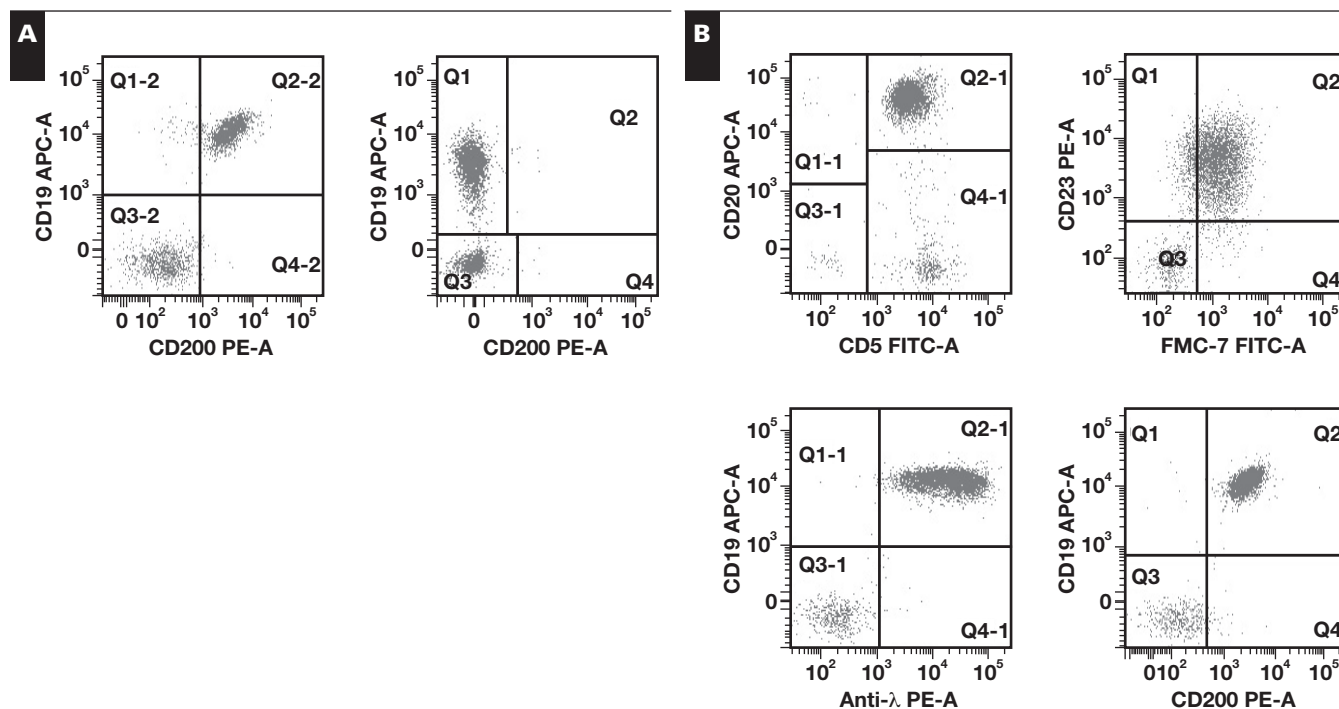 A
Q1-2 Q2-2
Q3-2
Q4-2
10⁵
10⁴
10³
0
CD19 APC-A
0 10² 10³ 10⁴ 10⁵
CD200 PE-A
Q1
Q2
Q3 Q4
10⁵
10⁴
10³
0
CD19 APC-A
0 10³ 10⁴ 10⁵
CD200 PE-A
B
Q2-1
Q1-1
Q3-1 Q4-1
10⁵
10⁴
10³
0
CD20 APC-A
10² 10³ 10⁴ 10⁵
CD5 FITC-A
Q1 Q2
Q3
Q4
10⁵
10⁴
10³
10²
CD23 PE-A
10² 10³ 10⁴ 10⁵
FMC-7 FITC-A
Q2-1
Q1-1
Q3-1
Q4-1
10⁵
10⁴
10³
0
CD19 APC-A
10² 10³ 10⁴ 10⁵
Anti-λ PE-A
Q1 Q2
Q3
Q4
10⁵
10⁴
10³
0
CD19 APC-A
0 10² 10³ 10⁴ 10⁵
CD200 PE-A